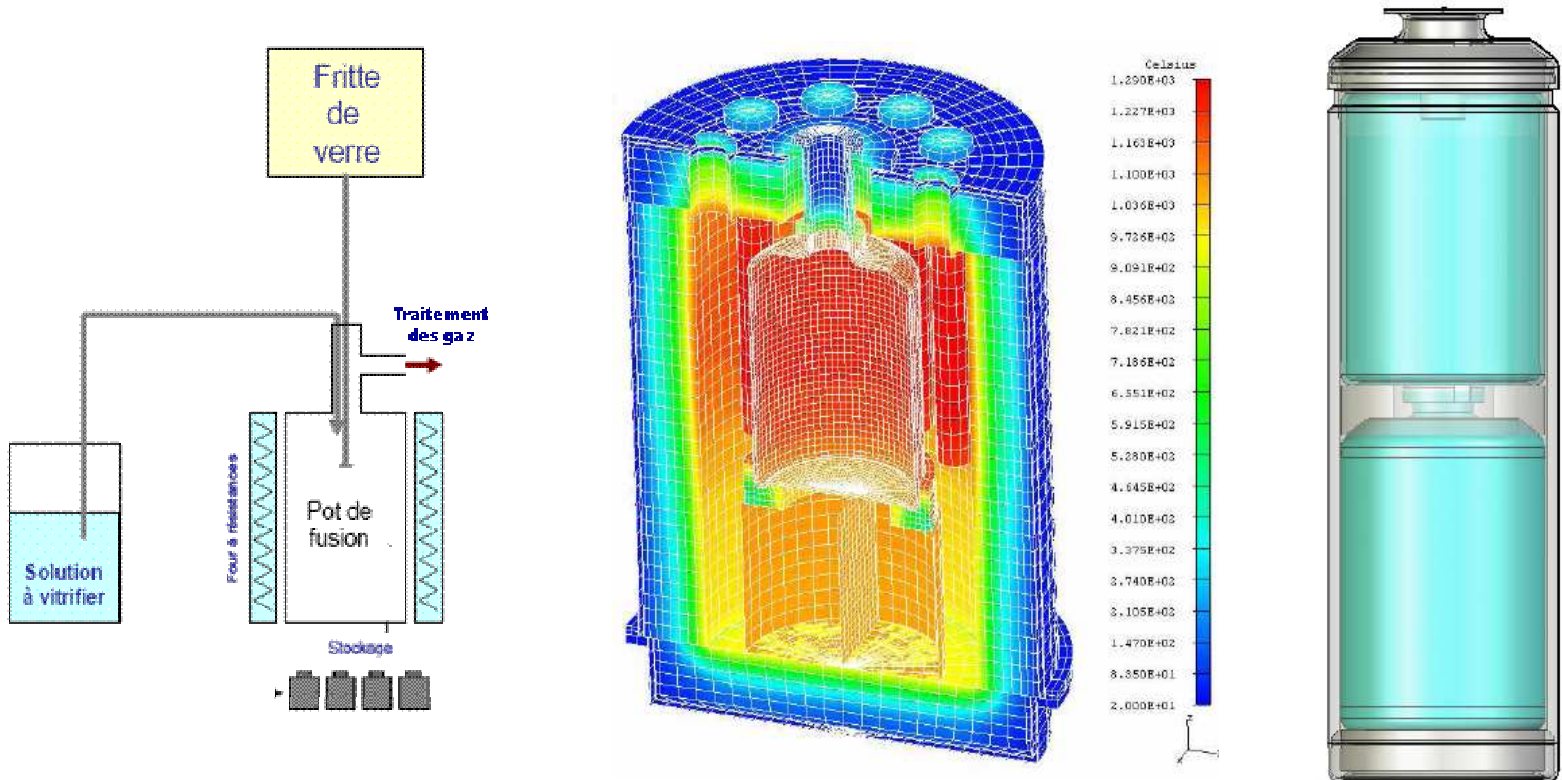 Fritte
de
verre
Traitement
des gaz
Four à résistances
Pot de
fusion
Solution
à vitrifier
Stockage
Celsius
1.290E+03
1.227E+03
1.163E+03
1.100E+03
1.036E+03
9.726E+02
9.091E+02
8.456E+02
7.821E+02
7.186E+02
6.551E+02
5.915E+02
5.280E+02
4.645E+02
4.010E+02
3.375E+02
2.740E+02
2.105E+02
1.470E+02
8.350E+01
2.000E+01
z